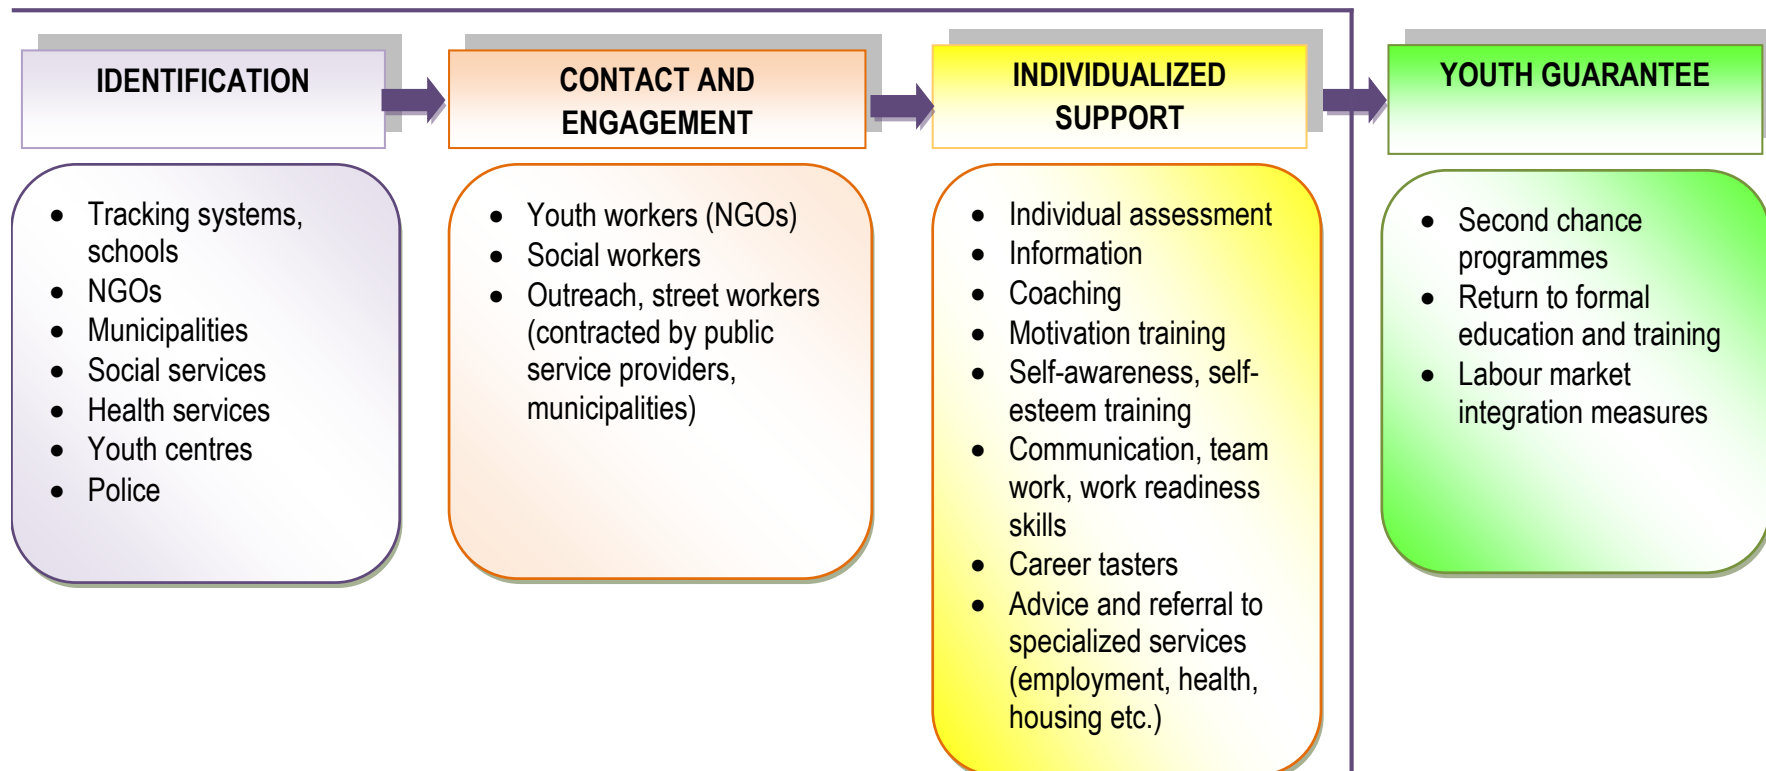 IDENTIFICATION
CONTACT AND
ENGAGEMENT
INDIVIDUALIZED
SUPPORT
YOUTH GUARANTEE
• Tracking systems,
schools
• NGOs
• Municipalities
• Social services
• Health services
• Youth centres
• Police
• Youth workers (NGOs)
• Social workers
• Outreach, street workers
(contracted by public
service providers,
municipalities)
• Individual assessment
• Information
• Coaching
• Motivation training
• Self-awareness, self-
esteem training
• Communication, team
work, work readiness
skills
• Career tasters
• Advice and referral to
specialized services
(employment, health,
housing etc.)
• Second chance
programmes
• Return to formal
education and training
• Labour market
integration measures